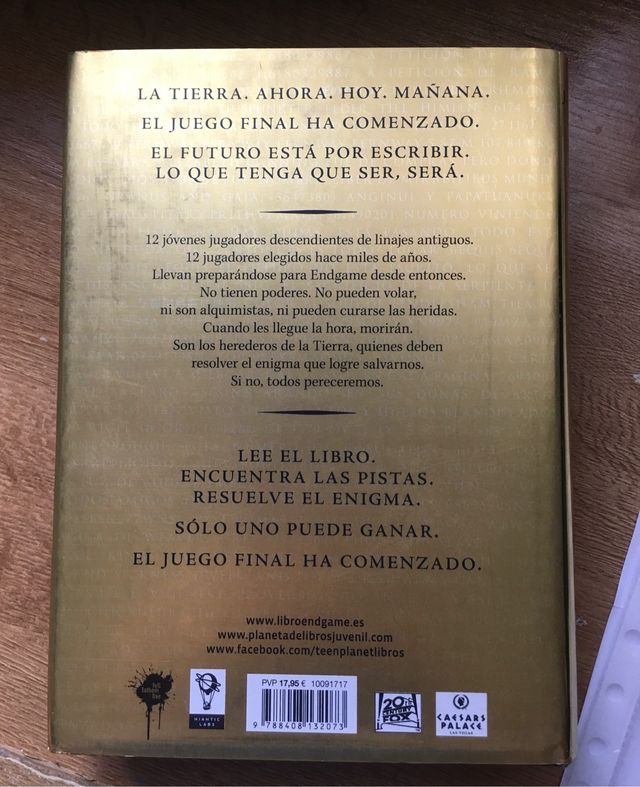 LA TIERRA. AHORA. HOY. MAÑANA.
EL JUEGO FINAL HA COMENZADO.
EL FUTURO ESTÁ POR ESCRIBIR.
LO QUE TENGA QUE SER, SERÁ.
12 jóvenes jugadores descendientes de linajes antiguos.
12 jugadores elegidos hace miles de años.
Llevan preparándose para Endgame desde entonces.
No tienen poderes. No pueden volar,
ni son alquimistas, ni pueden curarse las heridas.
Cuando les llegue la hora, morirán.
Son los herederos de la Tierra, quienes deben
resolver el enigma que logre salvarnos.
Si no, todos pereceremos.
LEE EL LIBRO.
ENCUENTRA LAS PISTAS.
RESUELVE EL ENIGMA.
SÓLO UNO PUEDE GANAR.
EL JUEGO FINAL HA COMENZADO.
www.libroendgame.es
www.planetadelibrosjuvenil.com
www.facebook.com/teenplanetlibros
PVP 17,95 € 10091717
9 788408 132073
full fathom five
NIANTIC LABS
20TH CENTURY FOX
CAESARS PALACE
LAS VEGAS